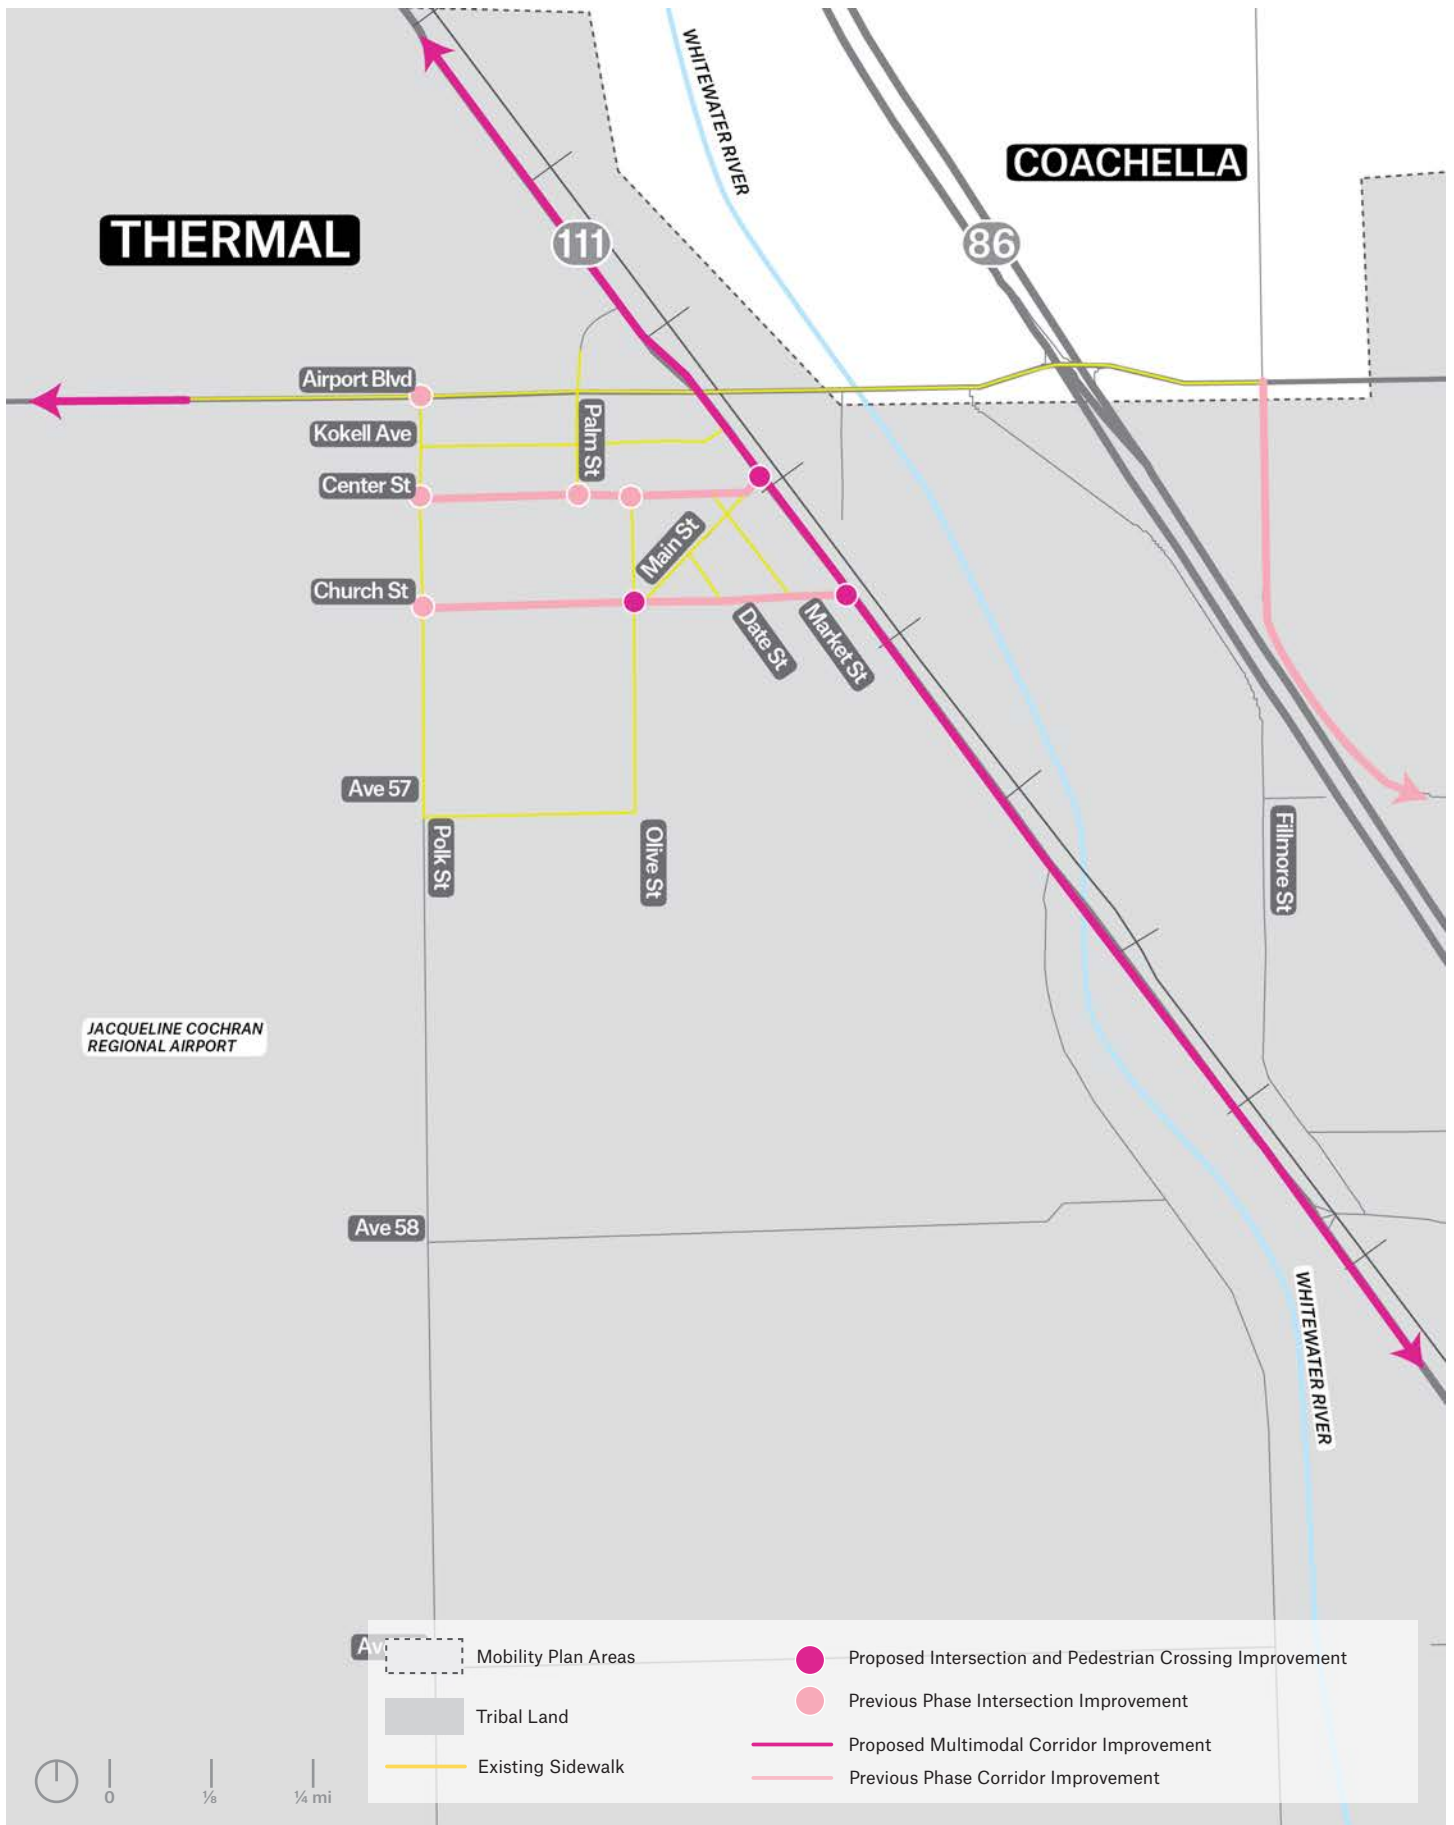 WHITEWATER RIVER
COACHELLA
THERMAL
111
86
Airport Blvd
Kokell Ave
Palm St
Center St
Main St
Church St
Date St
Market St
Ave 57
Polk St
Olive St
Fillmore St
JACQUELINE COCHRAN
REGIONAL AIRPORT
Ave 58
WHITEWATER RIVER
Mobility Plan Areas
Tribal Land
Existing Sidewalk
Proposed Intersection and Pedestrian Crossing Improvement
Previous Phase Intersection Improvement
Proposed Multimodal Corridor Improvement
Previous Phase Corridor Improvement
0 ⅛ ¼ mi